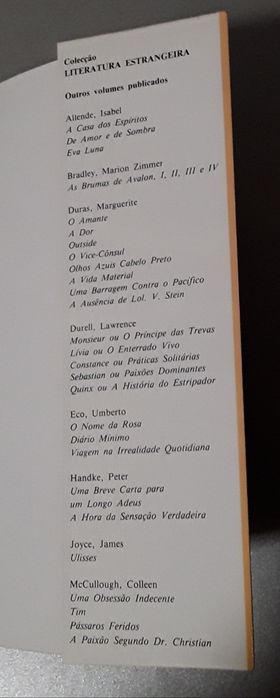 Colecção
LITERATURA ESTRANGEIRA
Outros volumes publicados
Allende, Isabel
A Casa dos Espíritos
De Amor e de Sombra
Eva Luna
Bradley, Marion Zimmer
As Brumas de Avalon, I, II, III e IV
Duras, Marguerite
O Amante
A Dor
Outside
O Vice-Cônsul
Olhos Azuis Cabelo Preto
A Vida Material
Uma Barragem Contra o Pacífico
A Ausência de Lol. V. Stein
Durell, Lawrence
Monsieur ou O Príncipe das Trevas
Lívia ou O Enterrado Vivo
Constance ou Práticas Solitárias
Sebastian ou Paixões Dominantes
Quinx ou A História do Estripador
Eco, Umberto
O Nome da Rosa
Diário Mínimo
Viagem na Irrealidade Quotidiana
Handke, Peter
Uma Breve Carta para
um Longo Adeus
A Hora da Sensação Verdadeira
Joyce, James
Ulisses
McCullough, Colleen
Uma Obsessão Indecente
Tim
Pássaros Feridos
A Paixão Segundo Dr. Christian